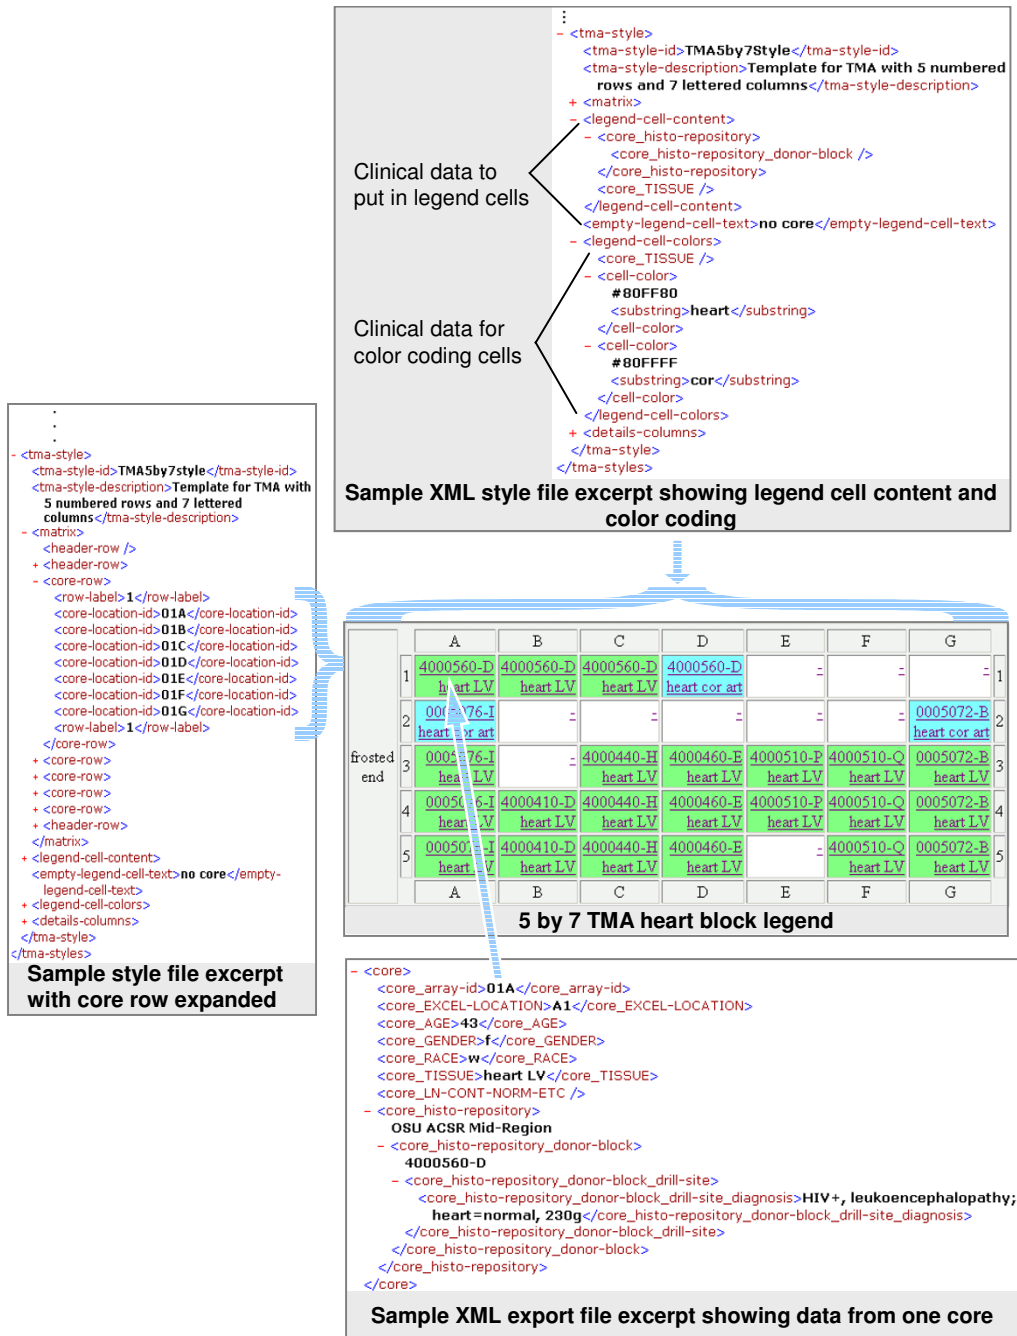 ⋮
- <tma-style>
<tma-style-id>TMA5by7Style</tma-style-id>
<tma-style-description>Template for TMA with 5 numbered
rows and 7 lettered columns</tma-style-description>
+ <matrix>
- <legend-cell-content>
- <core_histo-repository>
<core_histo-repository_donor-block />
</core_histo-repository>
<core_TISSUE />
</legend-cell-content>
<empty-legend-cell-text>no core</empty-legend-cell-text>
- <legend-cell-colors>
<core_TISSUE />
- <cell-color>
#80FF80
<substring>heart</substring>
</cell-color>
- <cell-color>
#80FFFF
<substring>cor</substring>
</cell-color>
</legend-cell-colors>
+ <details-columns>
</tma-style>
</tma-styles>
Clinical data to
put in legend cells
Clinical data for
color coding cells
Sample XML style file excerpt showing legend cell content and
color coding
- <tma-style>
<tma-style-id>TMA5by7style</tma-style-id>
<tma-style-description>Template for TMA with
5 numbered rows and 7 lettered
columns</tma-style-description>
- <matrix>
<header-row />
+ <header-row>
- <core-row>
<row-label>1</row-label>
<core-location-id>01A</core-location-id>
<core-location-id>01B</core-location-id>
<core-location-id>01C</core-location-id>
<core-location-id>01D</core-location-id>
<core-location-id>01E</core-location-id>
<core-location-id>01F</core-location-id>
<core-location-id>01G</core-location-id>
<row-label>1</row-label>
</core-row>
+ <core-row>
+ <core-row>
+ <core-row>
+ <core-row>
+ <header-row>
</matrix>
+ <legend-cell-content>
<empty-legend-cell-text>no core</empty-
legend-cell-text>
+ <legend-cell-colors>
+ <details-columns>
</tma-style>
</tma-styles>
Sample style file excerpt
with core row expanded
A B C D E F G
1 4000560-D 4000560-D 4000560-D 4000560-D - - - 1
heart LV heart LV heart LV heart cor art
2 - - - - - 0005072-B 2
heart cor art heart cor art
frosted
end
3 - 4000440-H 4000460-E 4000510-P 4000510-Q 0005072-B 3
heart LV heart LV heart LV heart LV heart LV
4 4000410-D 4000440-H 4000460-E 4000510-P 4000510-Q 0005072-B 4
heart LV heart LV heart LV heart LV heart LV heart LV heart LV
5 4000410-D 4000440-H 4000460-E - 4000510-Q 0005072-B 5
heart LV heart LV heart LV heart LV heart LV heart LV
A B C D E F G
5 by 7 TMA heart block legend
- <core>
<core_array-id>01A</core_array-id>
<core_EXCEL-LOCATION>A1</core_EXCEL-LOCATION>
<core_AGE>43</core_AGE>
<core_GENDER>f</core_GENDER>
<core_RACE>w</core_RACE>
<core_TISSUE>heart LV</core_TISSUE>
<core_LN-CONT-NORM-ETC />
- <core_histo-repository>
OSU ACSR Mid-Region
- <core_histo-repository_donor-block>
4000560-D
- <core_histo-repository_donor-block_drill-site>
<core_histo-repository_donor-block_drill-site_diagnosis>HIV+, leukoencephalopathy;
heart=normal, 230g</core_histo-repository_donor-block_drill-site_diagnosis>
</core_histo-repository_donor-block_drill-site>
</core_histo-repository_donor-block>
</core_histo-repository>
</core>
Sample XML export file excerpt showing data from one core